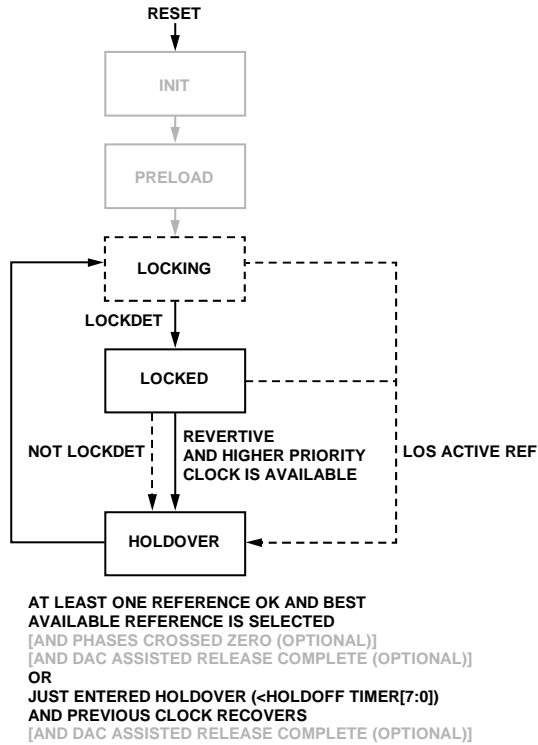 RESET
INIT
PRELOAD
LOCKING
LOCKDET
LOCKED
NOT LOCKDET
REVERTIVE
AND HIGHER PRIORITY
CLOCK IS AVAILABLE
LOS ACTIVE REF
HOLDOVER
AT LEAST ONE REFERENCE OK AND BEST
AVAILABLE REFERENCE IS SELECTED
[AND PHASES CROSSED ZERO (OPTIONAL)]
[AND DAC ASSISTED RELEASE COMPLETE (OPTIONAL)]
OR
JUST ENTERED HOLDOVER (<HOLDOFF TIMER[7:0])
AND PREVIOUS CLOCK RECOVERS
[AND DAC ASSISTED RELEASE COMPLETE (OPTIONAL)]